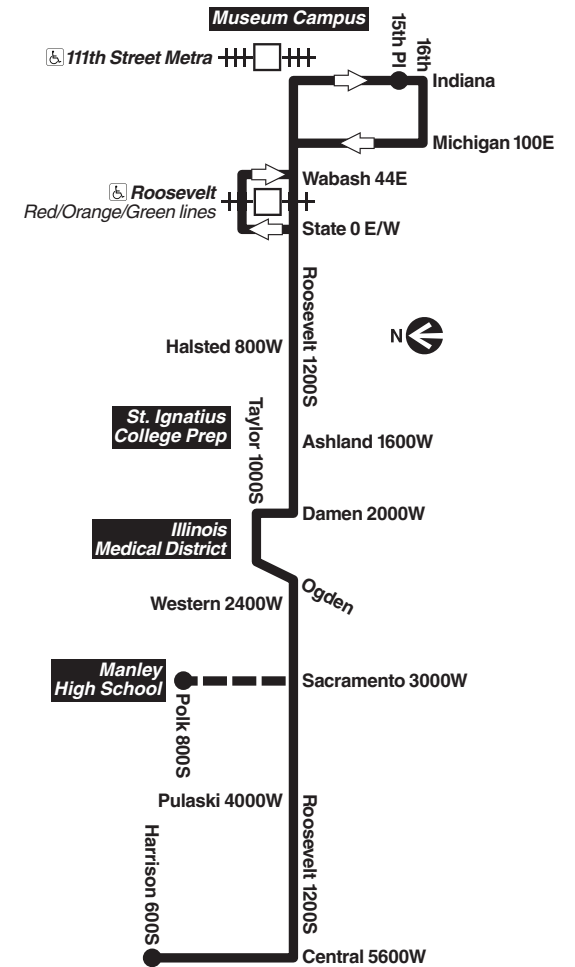 Museum Campus
111th Street Metra
15th Pl
16th
Indiana
Michigan 100E
Wabash 44E
Roosevelt
Red/Orange/Green lines
State 0 E/W
Roosevelt 1200S
N
Halsted 800W
Taylor 1000S
St. Ignatius
College Prep
Ashland 1600W
Damen 2000W
Illinois
Medical District
Ogden
Western 2400W
Manley
High School
Sacramento 3000W
Polk 800S
Pulaski 4000W
Roosevelt 1200S
Harrison 600S
Central 5600W